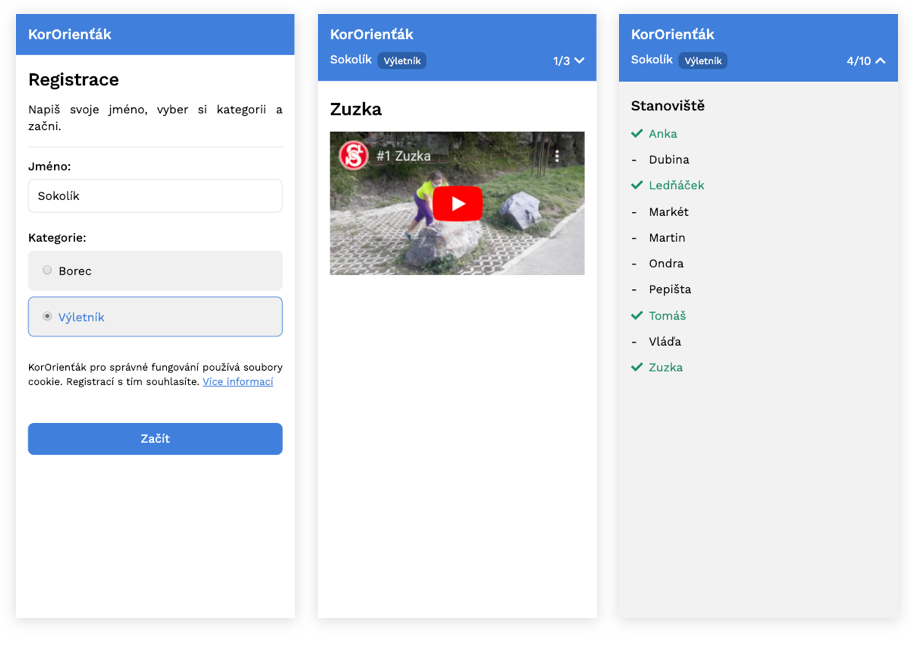 KorOrienťák
Registrace
Napiš svoje jméno, vyber si kategorii a
začni.
Jméno:
Sokolík
Kategorie:
Borec
Výletník
KorOrienťák pro správné fungování používá soubory
cookie. Registrací s tím souhlasíte. Více informací
Začít
KorOrienťák
Sokolík Výletník 1/3
Zuzka
#1 Zuzka
KorOrienťák
Sokolík Výletník 4/10
Stanoviště
Anka
- Dubina
Ledňáček
- Markét
- Martin
- Ondra
- Pepišta
Tomáš
- Vláďa
Zuzka